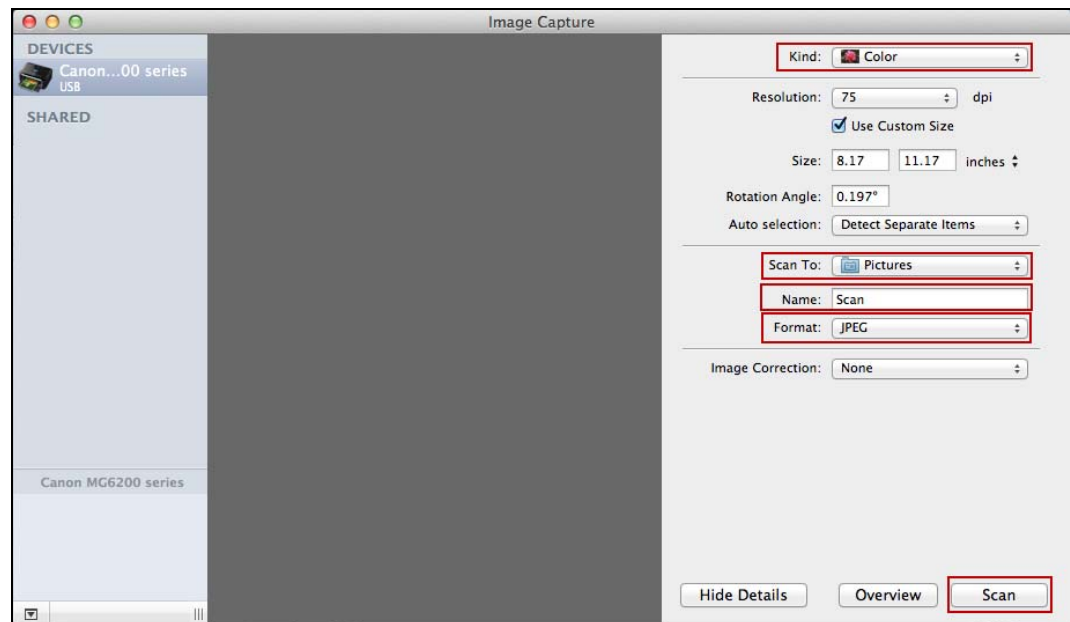 Image Capture
DEVICES
Canon...00 series
USB
SHARED
Canon MG6200 series
Kind: Color
Resolution: 75 dpi
Use Custom Size
Size: 8.17 11.17 inches
Rotation Angle: 0.197°
Auto selection: Detect Separate Items
Scan To: Pictures
Name: Scan
Format: JPEG
Image Correction: None
Hide Details Overview Scan